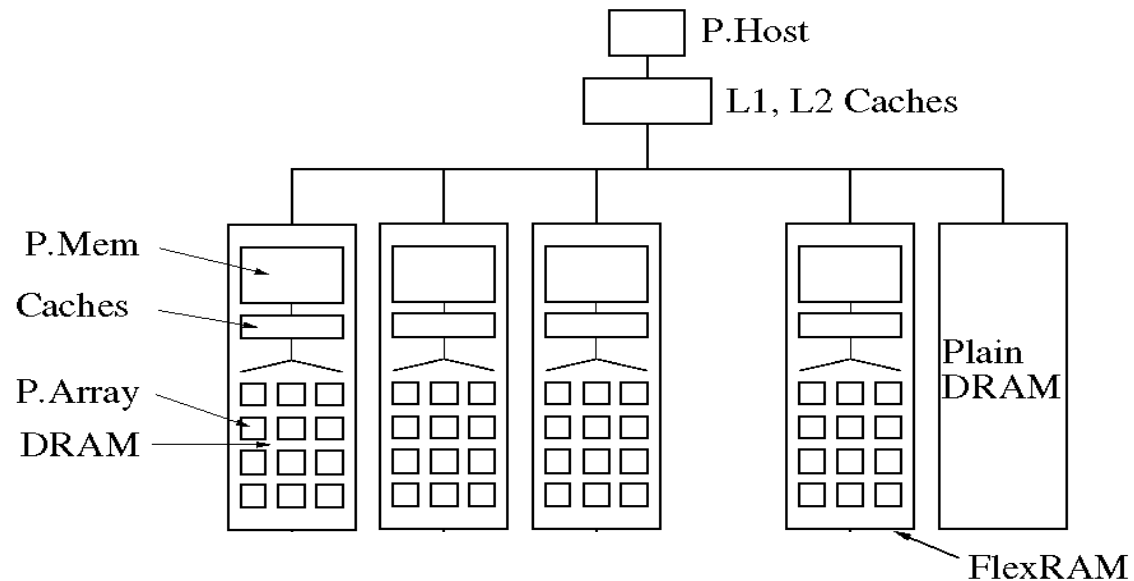 P.Host
L1, L2 Caches
P.Mem
Caches
P.Array
DRAM
Plain
DRAM
FlexRAM